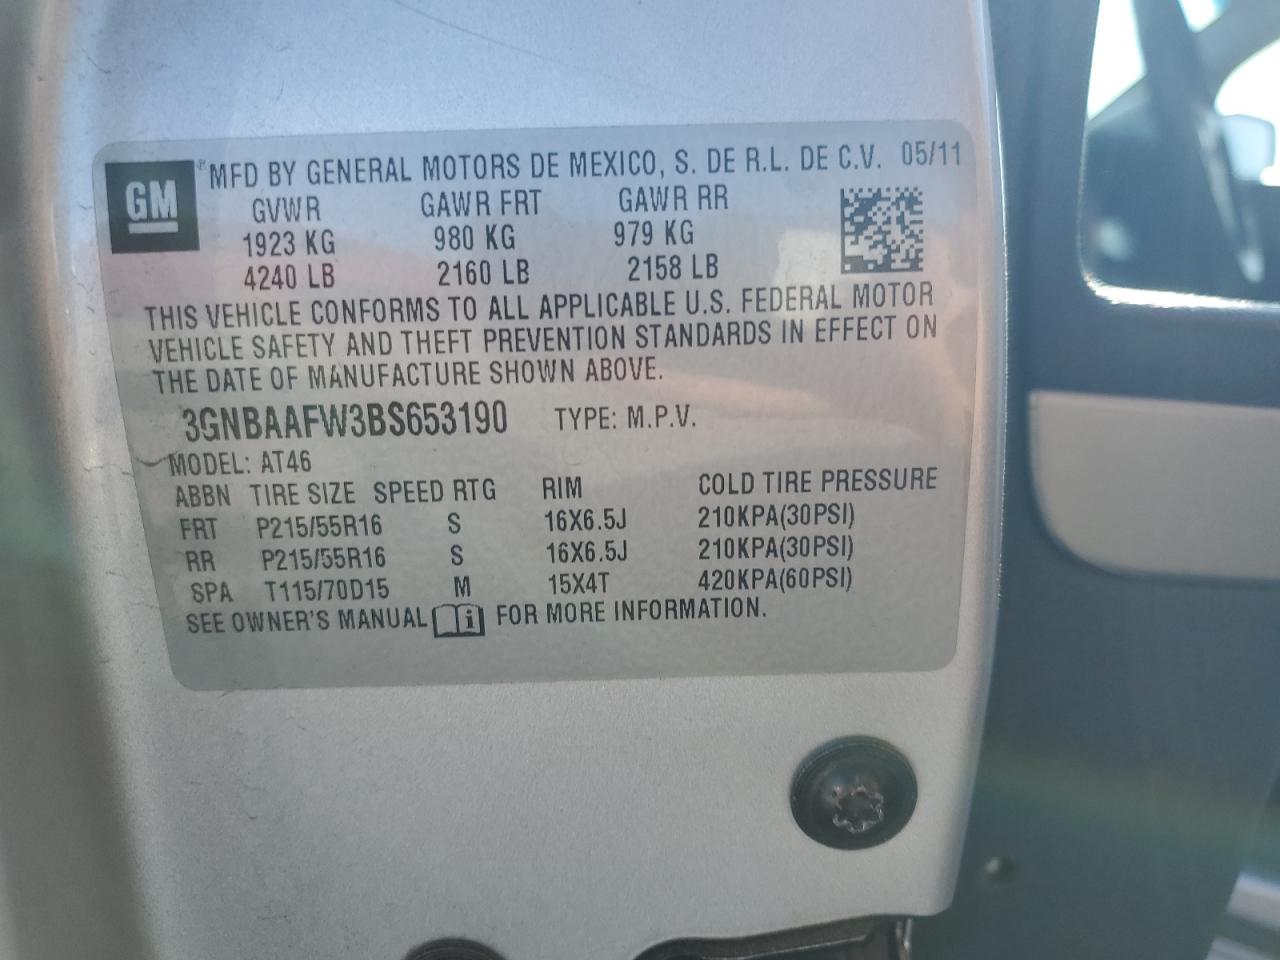 GM ® MFD BY GENERAL MOTORS DE MEXICO, S. DE R.L. DE C.V. 05/11
GVWR GAWR FRT GAWR RR
1923 KG 980 KG 979 KG
4240 LB 2160 LB 2158 LB
THIS VEHICLE CONFORMS TO ALL APPLICABLE U.S. FEDERAL MOTOR
VEHICLE SAFETY AND THEFT PREVENTION STANDARDS IN EFFECT ON
THE DATE OF MANUFACTURE SHOWN ABOVE.
3GNBAAFW3BS653190 TYPE: M.P.V.
MODEL: AT46
ABBN TIRE SIZE SPEED RTG RIM COLD TIRE PRESSURE
FRT P215/55R16 S 16X6.5J 210KPA(30PSI)
RR P215/55R16 S 16X6.5J 210KPA(30PSI)
SPA T115/70D15 M 15X4T 420KPA(60PSI)
SEE OWNER'S MANUAL i FOR MORE INFORMATION.